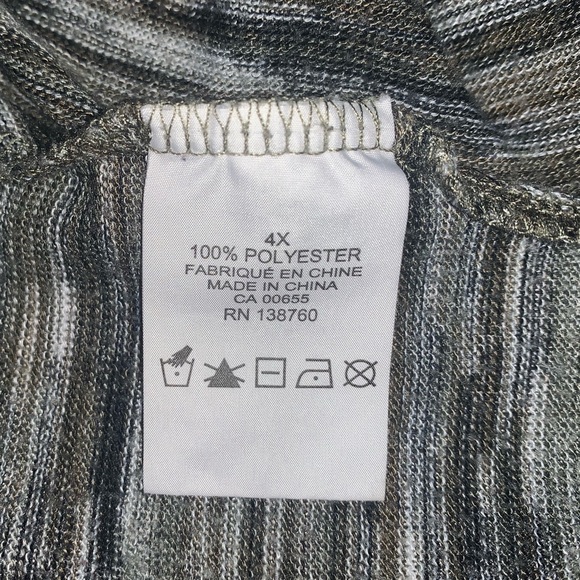 4X
100% POLYESTER
FABRIQUÉ EN CHINE
MADE IN CHINA
CA 00655
RN 138760